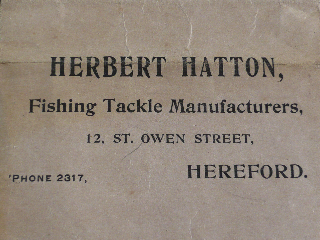 HERBERT HATTON,
Fishing Tackle Manufacturers,
12, ST. OWEN STREET,
HEREFORD.
'PHONE 2317,